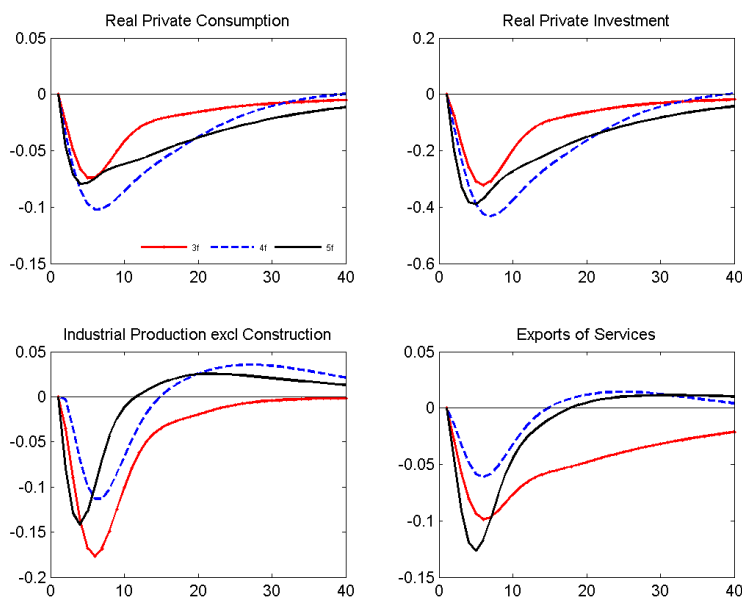 Real Private Consumption
0.05
0
-0.05
-0.1
-0.15
0 10 20 30 40
3f 4f 5f
Real Private Investment
0.2
0
-0.2
-0.4
-0.6
0 10 20 30 40
Industrial Production excl Construction
0.05
0
-0.05
-0.1
-0.15
-0.2
0 10 20 30 40
Exports of Services
0.05
0
-0.05
-0.1
-0.15
0 10 20 30 40